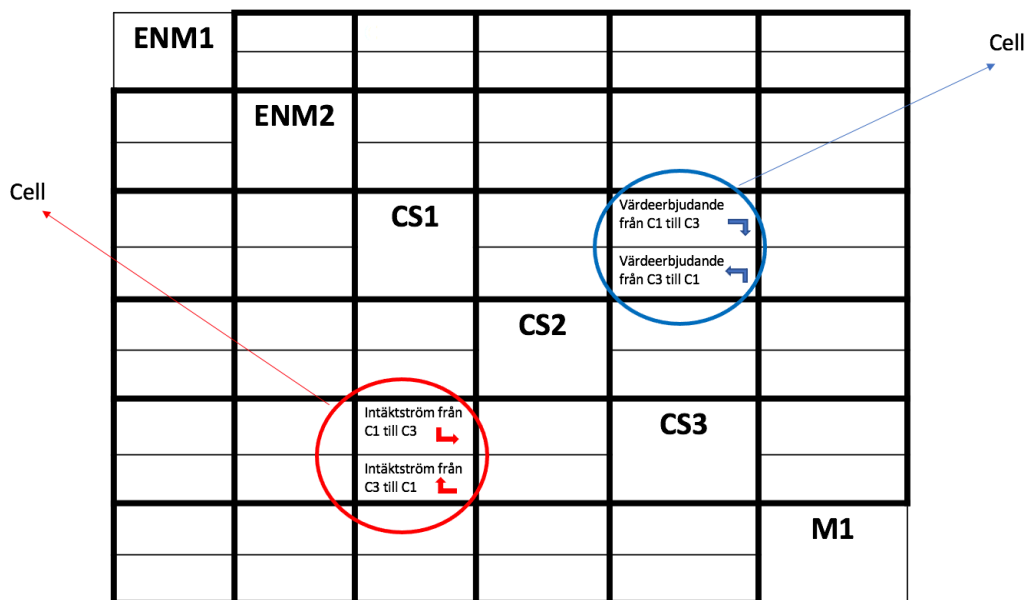 ENM1
Cell
ENM2
Cell
CS1
Värdeerbjudande
från C1 till C3
Värdeerbjudande
från C3 till C1
CS2
Intäktström från
C1 till C3
CS3
Intäktström från
C3 till C1
M1